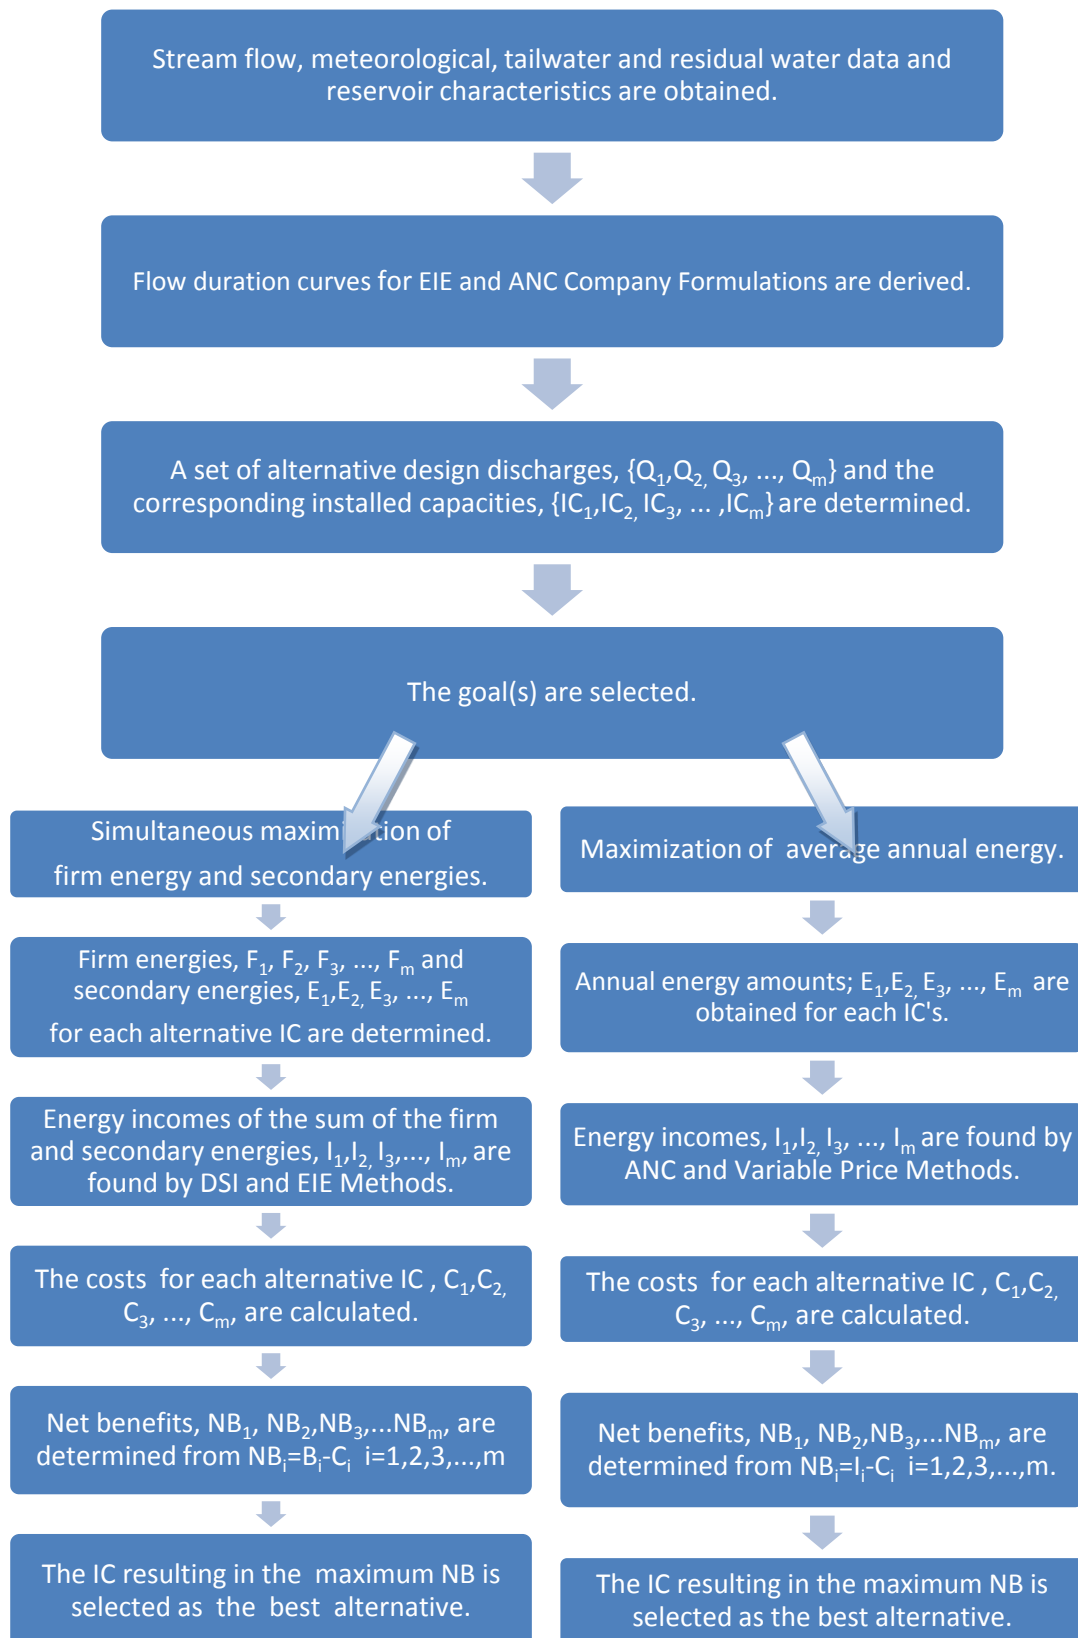 Stream flow, meteorological, tailwater and residual water data and
reservoir characteristics are obtained.
Flow duration curves for EIE and ANC Company Formulations are derived.
A set of alternative design discharges, {Q₁,Q₂, Q₃, ..., Qₘ} and the
corresponding installed capacities, {IC₁,IC₂, IC₃, ... ,ICₘ} are determined.
The goal(s) are selected.
Simultaneous maximization of
firm energy and secondary energies.
Firm energies, F₁, F₂, F₃, ..., Fₘ and
secondary energies, E₁,E₂, E₃, ..., Eₘ
for each alternative IC are determined.
Energy incomes of the sum of the firm
and secondary energies, I₁,I₂, I₃,..., Iₘ, are
found by DSI and EIE Methods.
The costs for each alternative IC , C₁,C₂,
C₃, ..., Cₘ, are calculated.
Net benefits, NB₁, NB₂,NB₃,...NBₘ, are
determined from NBᵢ=Bᵢ-Cᵢ i=1,2,3,...,m
The IC resulting in the maximum NB is
selected as the best alternative.
Maximization of average annual energy.
Annual energy amounts; E₁,E₂, E₃, ..., Eₘ are
obtained for each IC's.
Energy incomes, I₁,I₂, I₃, ..., Iₘ are found by
ANC and Variable Price Methods.
The costs for each alternative IC , C₁,C₂,
C₃, ..., Cₘ, are calculated.
Net benefits, NB₁, NB₂,NB₃,...NBₘ, are
determined from NBᵢ=Iᵢ-Cᵢ i=1,2,3,...,m.
The IC resulting in the maximum NB is
selected as the best alternative.